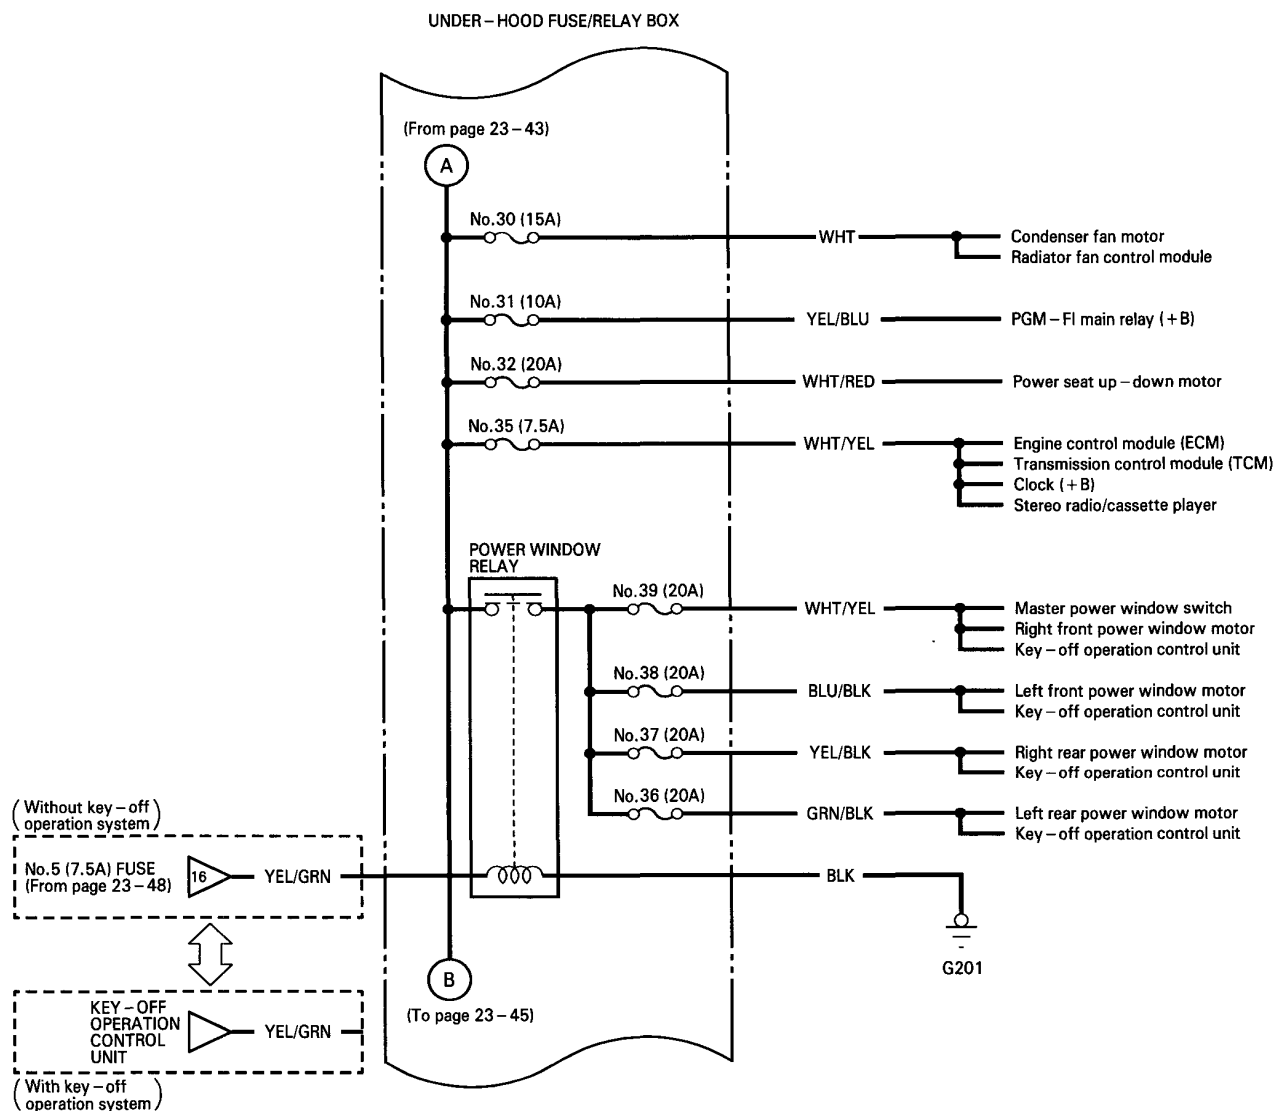 UNDER-HOOD FUSE/RELAY BOX
(From page 23-43)
A
No.30 (15A)
WHT
Condenser fan motor
Radiator fan control module
No.31 (10A)
YEL/BLU
PGM-FI main relay (+B)
No.32 (20A)
WHT/RED
Power seat up-down motor
No.35 (7.5A)
WHT/YEL
Engine control module (ECM)
Transmission control module (TCM)
Clock (+B)
Stereo radio/cassette player
POWER WINDOW
RELAY
No.39 (20A)
WHT/YEL
Master power window switch
Right front power window motor
Key-off operation control unit
No.38 (20A)
BLU/BLK
Left front power window motor
Key-off operation control unit
No.37 (20A)
YEL/BLK
Right rear power window motor
Key-off operation control unit
No.36 (20A)
GRN/BLK
Left rear power window motor
Key-off operation control unit
(Without key-off
operation system)
No.5 (7.5A) FUSE
(From page 23-48)
16
YEL/GRN
BLK
G201
B
(To page 23-45)
KEY-OFF
OPERATION
CONTROL
UNIT
YEL/GRN
(With key-off
operation system)